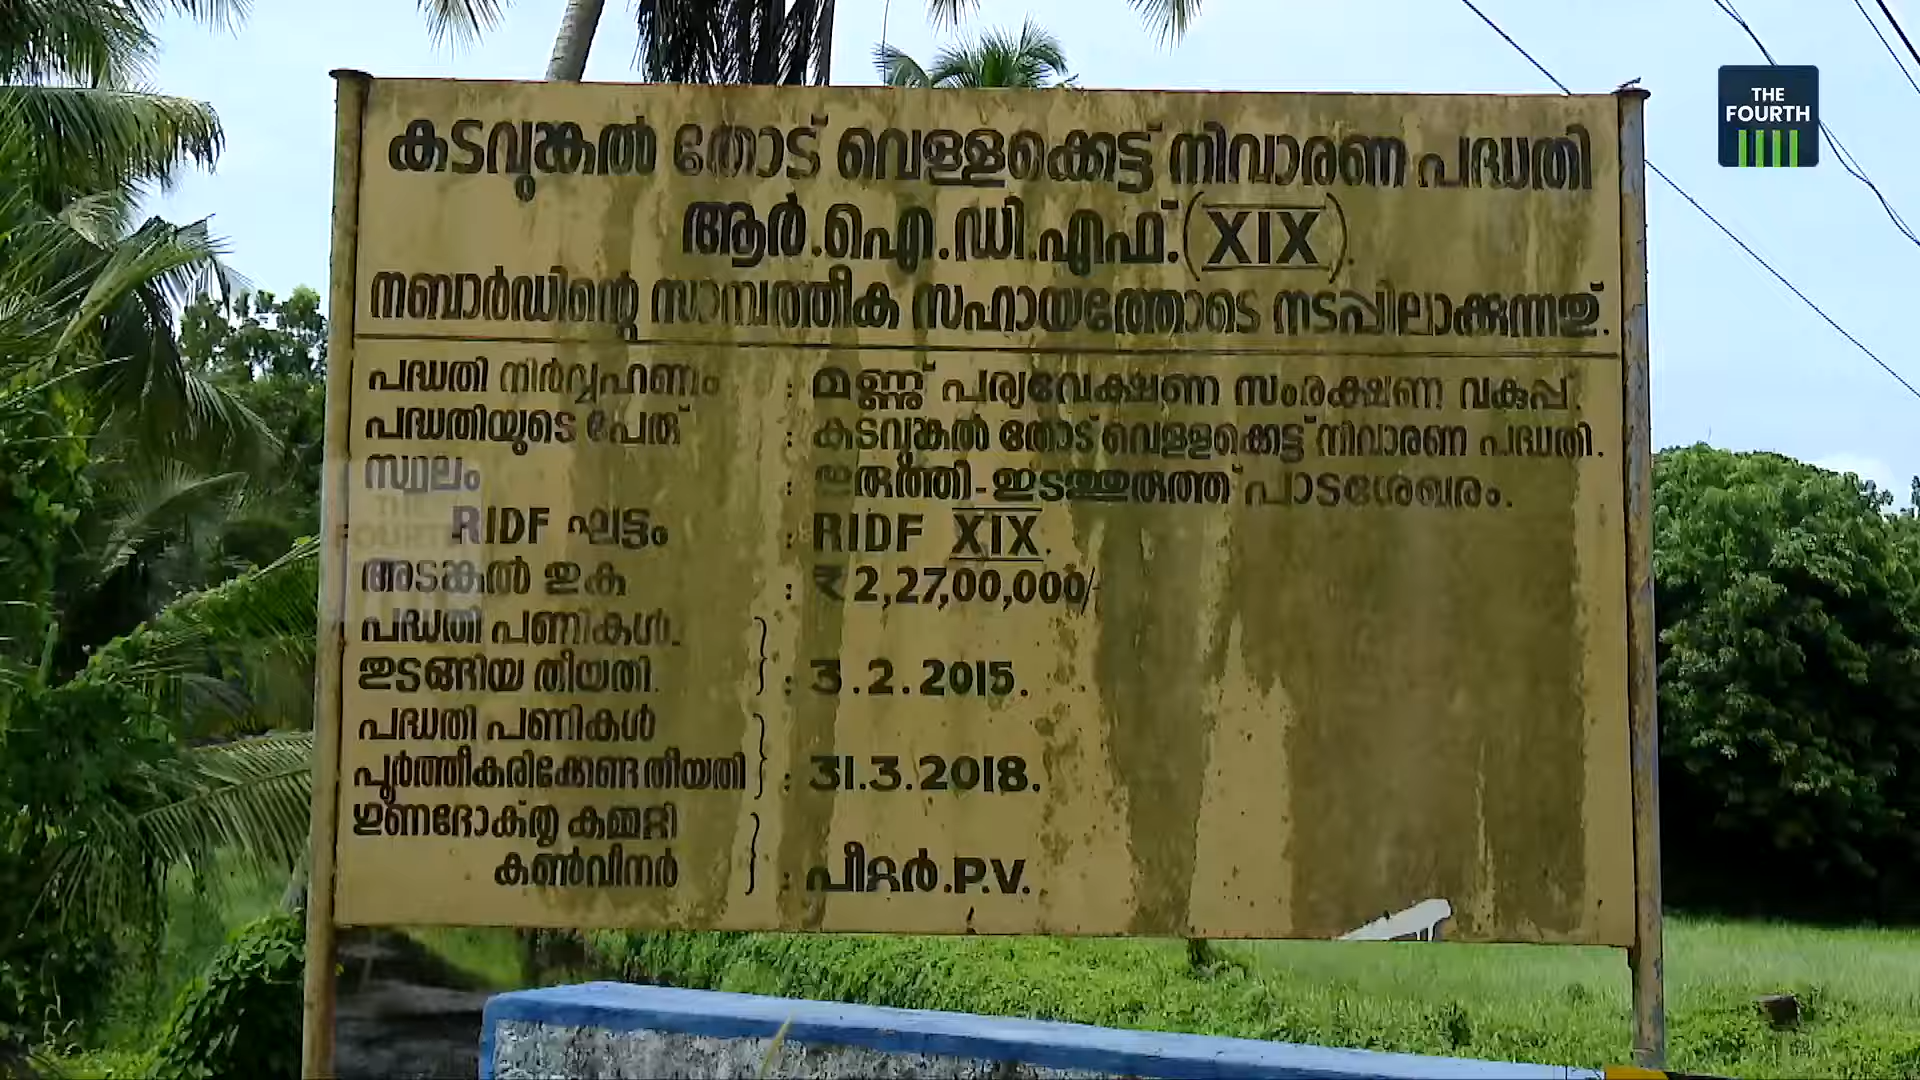 കടവുങ്കൽ തോട് വെള്ളക്കെട്ട് നിവാരണ പദ്ധതി
ആർ.ഐ.ഡി.എഫ്.(XIX).
നബാർഡിന്റെ സാമ്പത്തീക സഹായത്തോടെ നടപ്പിലാക്കുന്നത്.
പദ്ധതി നിർവ്വഹണം : മണ്ണു് പര്യവേക്ഷണ സംരക്ഷണ വകുപ്പ്.
പദ്ധതിയുടെ പേര് : കടവുങ്കൽ തോട് വെള്ളക്കെട്ട് നിവാരണ പദ്ധതി.
സ്ഥലം : ഇടത്തുരുത്ത് പാടശേഖരം.
RIDF ഘട്ടം : RIDF XIX.
അടങ്കൽ തുക : ₹ 2,27,00,000/-
പദ്ധതി പണികൾ
തുടങ്ങിയ തീയതി. : 3.2.2015.
പദ്ധതി പണികൾ
പൂർത്തീകരിക്കേണ്ട തീയതി : 31.3.2018.
ഗുണഭോക്തൃ കമ്മറ്റി
കൺവീനർ : പീറ്റർ.P.V.
THE
FOURTH